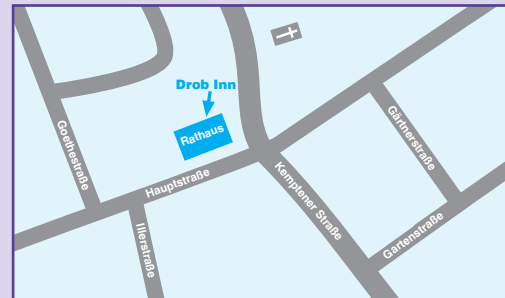 Drob Inn
Rathaus
Goethestraße
Hauptstraße
Illerstraße
Kemptener Straße
Gärtnerstraße
Gartenstraße